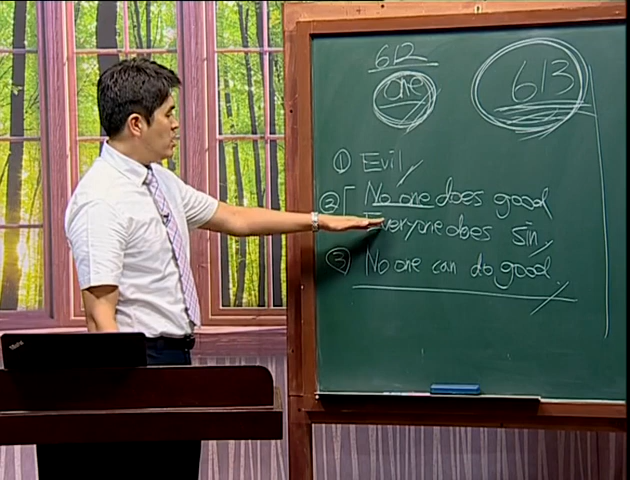 612
one
613
① Evil
② No one does good
Everyone does sin
③ No one can do good